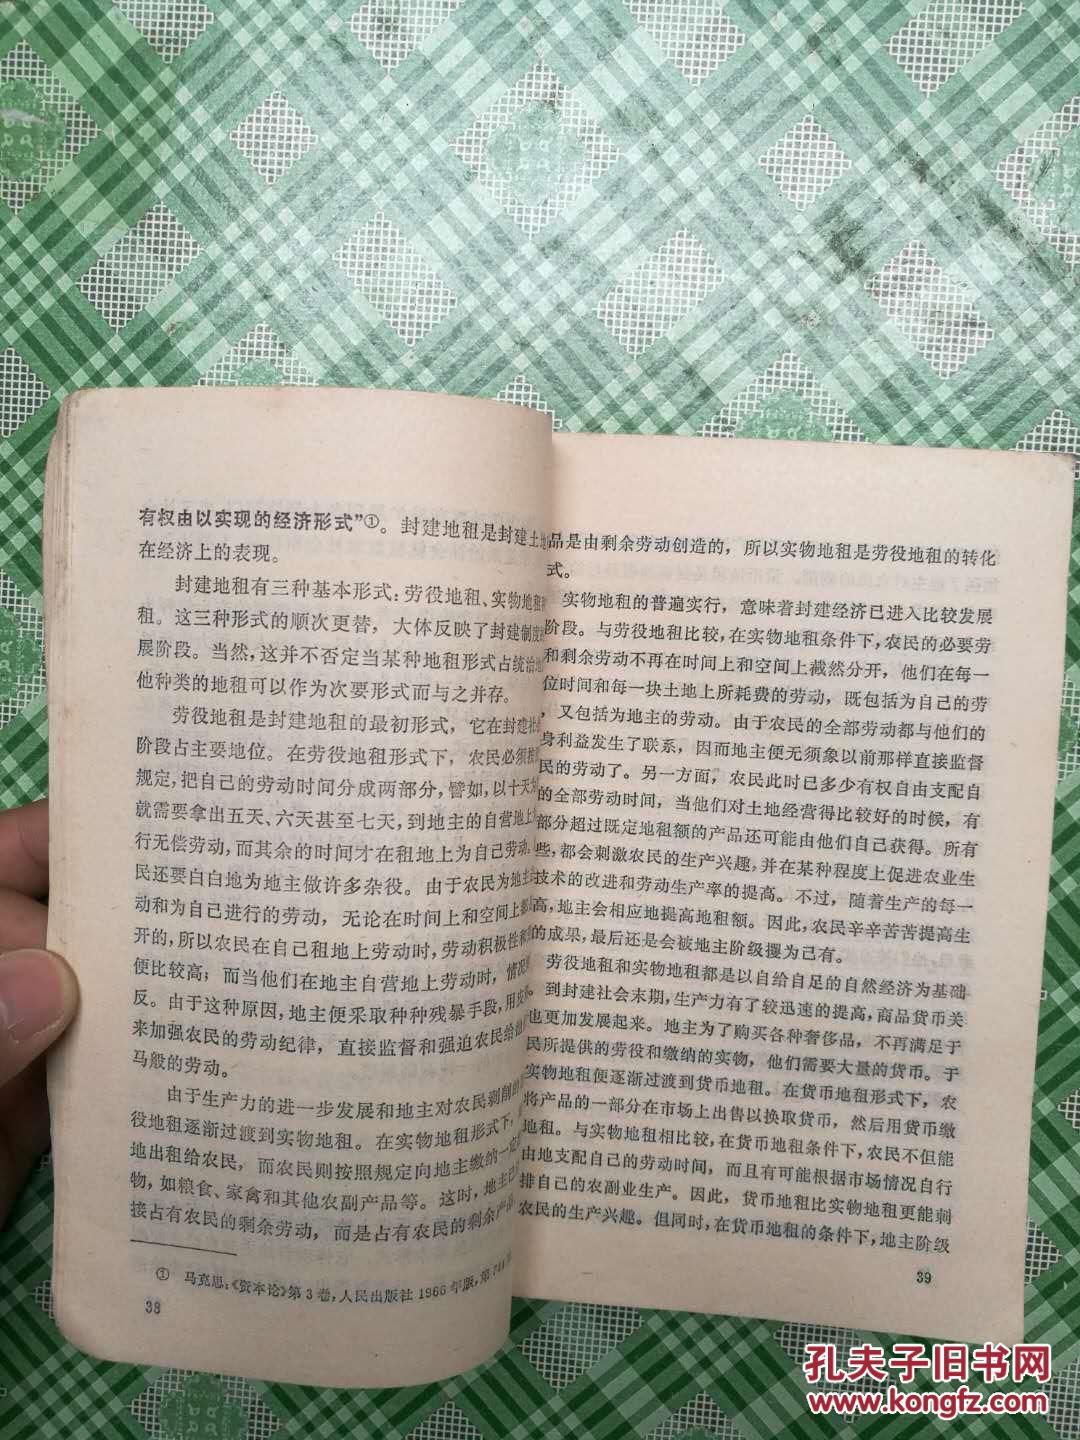 有权由以实现的经济形式”①。封建地租是封建土地
在经济上的表现。
封建地租有三种基本形式：劳役地租、实物地租
租。这三种形式的顺次更替，大体反映了封建制度
展阶段。当然，这并不否定当某种地租形式占统治地
他种类的地租可以作为次要形式而与之并存。
劳役地租是封建地租的最初形式，它在封建社
阶段占主要地位。在劳役地租形式下，农民必须按
规定，把自己的劳动时间分成两部分，譬如，以十天为
就需要拿出五天、六天甚至七天，到地主的自营地上
行无偿劳动，而其余的时间才在租地上为自己劳动。
民还要白白地为地主做许多杂役。由于农民为地主
动和为自己进行的劳动，无论在时间上和空间上
开的，所以农民在自己租地上劳动时，劳动积极性
便比较高；而当他们在地主自营地上劳动时，情况
反。由于这种原因，地主便采取种种残暴手段，用皮
来加强农民的劳动纪律，直接监督和强迫农民给他
马般的劳动。
由于生产力的进一步发展和地主对农民剥削的
役地租逐渐过渡到实物地租。在实物地租形式下，
地出租给农民，而农民则按照规定向地主缴纳一定
物，如粮食、家禽和其他农副产品等。这时，地主已
接占有农民的剩余劳动，而是占有农民的剩余产品，
① 马克思：《资本论》第3卷，人民出版社1966年版，第7
38
品是由剩余劳动创造的，所以实物地租是劳役地租的转化
式。
实物地租的普遍实行，意味着封建经济已进入比较发展
阶段。与劳役地租比较，在实物地租条件下，农民的必要劳
和剩余劳动不再在时间上和空间上截然分开，他们在每一
位时间和每一块土地上所耗费的劳动，既包括为自己的劳
，又包括为地主的劳动。由于农民的全部劳动都与他们的
身利益发生了联系，因而地主便无须象以前那样直接监督
民的劳动了。另一方面，农民此时已多少有权自由支配自
的全部劳动时间，当他们对土地经营得比较好的时候，有
部分超过既定地租额的产品还可能由他们自己获得。所有
些，都会刺激农民的生产兴趣，并在某种程度上促进农业生
技术的改进和劳动生产率的提高。不过，随着生产的每一
高，地主会相应地提高地租额。因此，农民辛辛苦苦提高生
的成果，最后还是会被地主阶级攫为己有。
劳役地租和实物地租都是以自给自足的自然经济为基础
。到封建社会末期，生产力有了较迅速的提高，商品货币关
也更加发展起来。地主为了购买各种奢侈品，不再满足于
民所提供的劳役和缴纳的实物，他们需要大量的货币。于
实物地租便逐渐过渡到货币地租。在货币地租形式下，农
将产品的一部分在市场上出售以换取货币，然后用货币缴
地租。与实物地租相比较，在货币地租条件下，农民不但能
由地支配自己的劳动时间，而且有可能根据市场情况自行
排自己的农副业生产。因此，货币地租比实物地租更能刺
农民的生产兴趣。但同时，在货币地租的条件下，地主阶级
39
孔夫子旧书网
www.kongfz.com